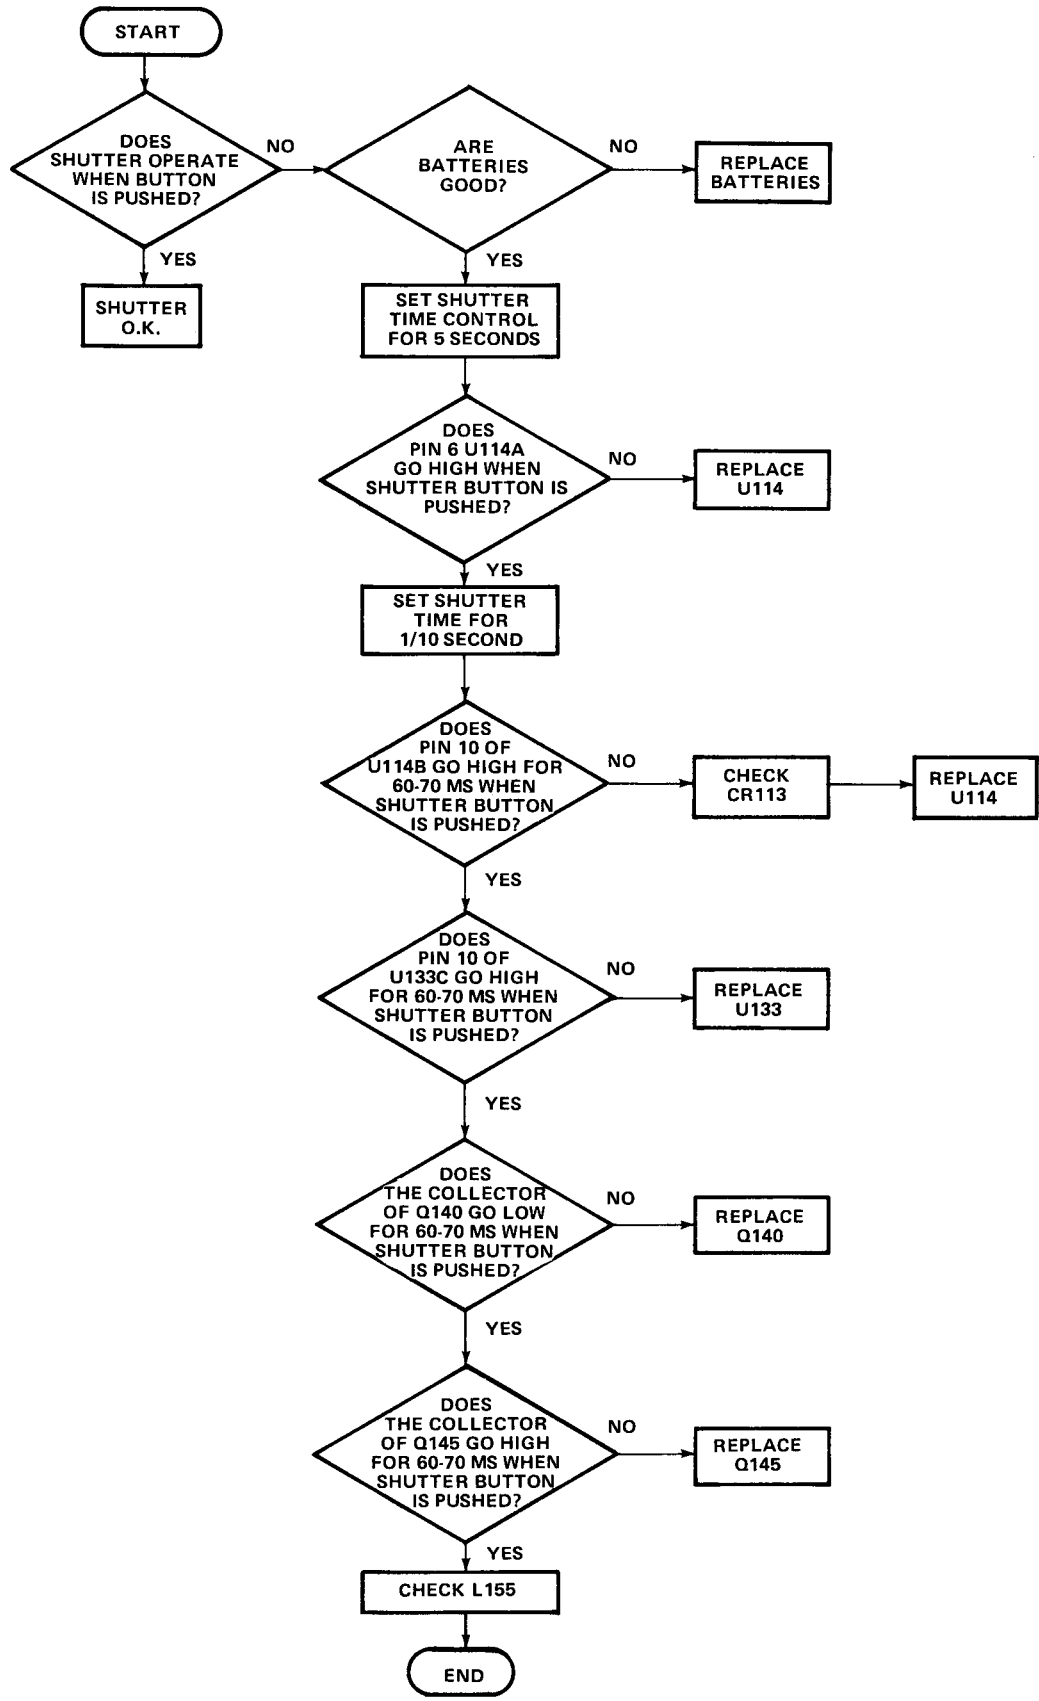 START
DOES
SHUTTER OPERATE
WHEN BUTTON
IS PUSHED?
NO
ARE
BATTERIES
GOOD?
NO
REPLACE
BATTERIES
YES
SHUTTER
O.K.
YES
SET SHUTTER
TIME CONTROL
FOR 5 SECONDS
DOES
PIN 6 U114A
GO HIGH WHEN
SHUTTER BUTTON IS
PUSHED?
NO
REPLACE
U114
YES
SET SHUTTER
TIME FOR
1/10 SECOND
DOES
PIN 10 OF
U114B GO HIGH FOR
60-70 MS WHEN
SHUTTER BUTTON
IS PUSHED?
NO
CHECK
CR113
REPLACE
U114
YES
DOES
PIN 10 OF
U133C GO HIGH
FOR 60-70 MS WHEN
SHUTTER BUTTON
IS PUSHED?
NO
REPLACE
U133
YES
DOES
THE COLLECTOR
OF Q140 GO LOW
FOR 60-70 MS WHEN
SHUTTER BUTTON
IS PUSHED?
NO
REPLACE
Q140
YES
DOES
THE COLLECTOR
OF Q145 GO HIGH
FOR 60-70 MS WHEN
SHUTTER BUTTON
IS PUSHED?
NO
REPLACE
Q145
YES
CHECK L155
END